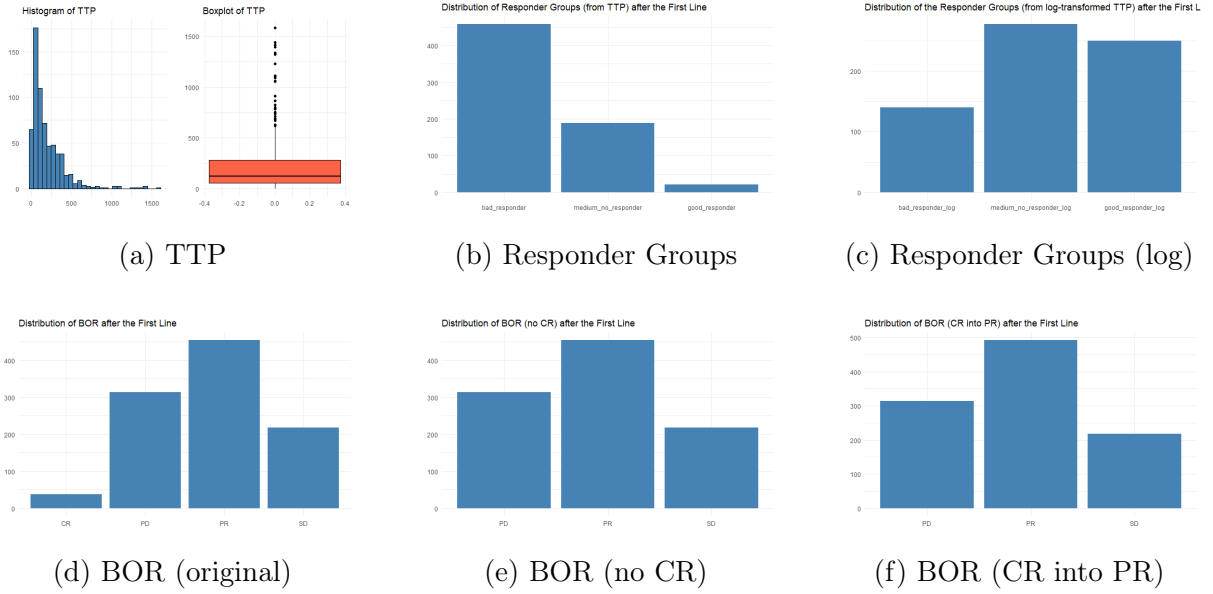 Histogram of TTP
150
100
50
0
0
500
1000
1500
Boxplot of TTP
1500
1000
500
0
-0.4
-0.2
0.0
0.2
0.4
(a) TTP
Distribution of Responder Groups (from TTP) after the First Line
400
300
200
100
0
bad_responder
medium_no_responder
good_responder
(b) Responder Groups
Distribution of the Responder Groups (from log-transformed TTP) after the First L
200
100
0
bad_responder_log
medium_no_responder_log
good_responder_log
(c) Responder Groups (log)
Distribution of BOR after the First Line
400
300
200
100
0
CR
PD
PR
SD
(d) BOR (original)
Distribution of BOR (no CR) after the First Line
400
300
200
100
0
PD
PR
SD
(e) BOR (no CR)
Distribution of BOR (CR into PR) after the First Line
500
400
300
200
100
0
PD
PR
SD
(f) BOR (CR into PR)